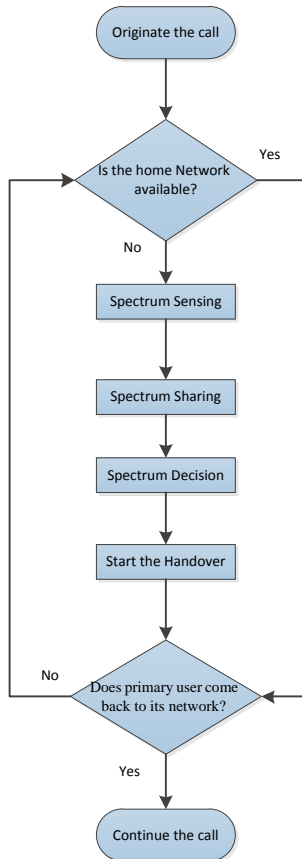 Originate the call
Is the home Network
available?
Yes
No
Spectrum Sensing
Spectrum Sharing
Spectrum Decision
Start the Handover
No
Does primary user come
back to its network?
Yes
Continue the call